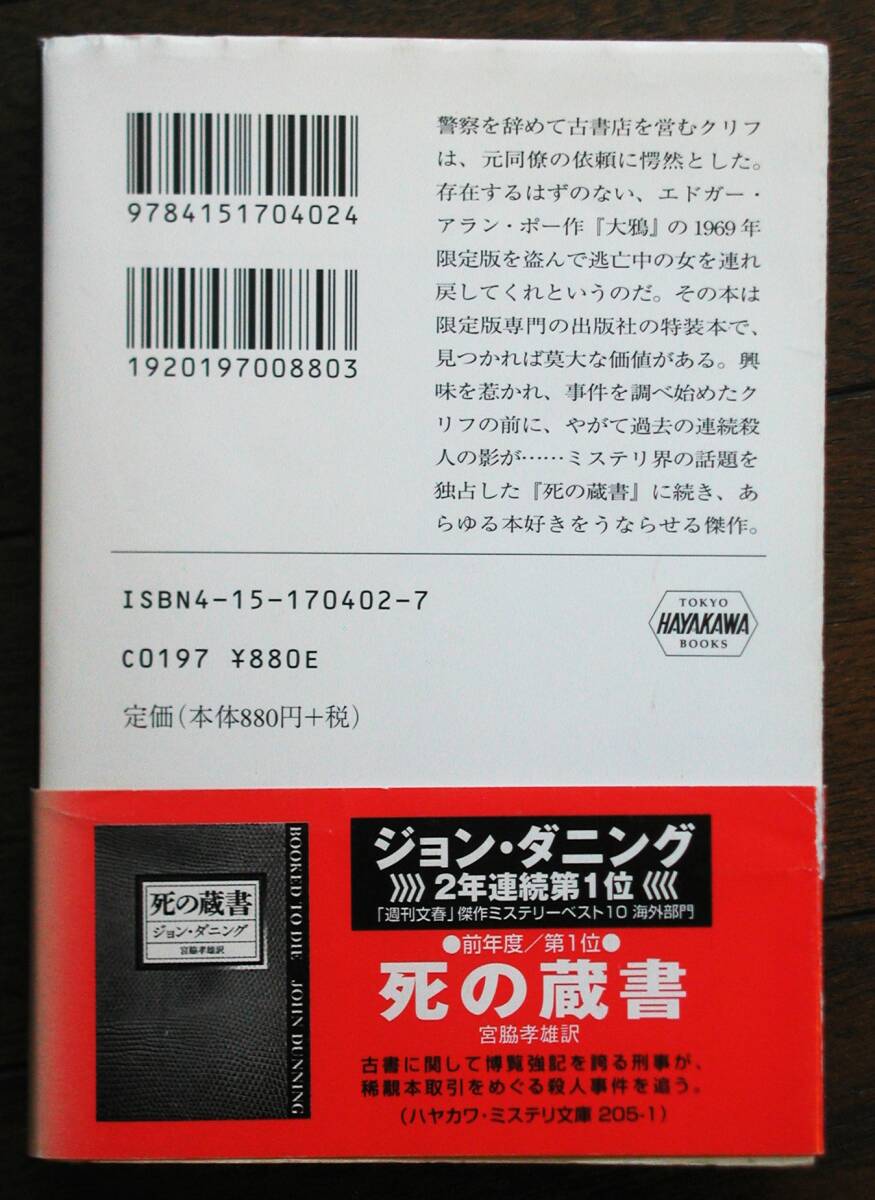 9784151704024
1920197008803
警察を辞めて古書店を営むクリフ
は、元同僚の依頼に愕然とした。
存在するはずのない、エドガー・
アラン・ポー作『大鴉』の1969年
限定版を盗んで逃亡中の女を連れ
戻してくれというのだ。その本は
限定版専門の出版社の特装本で、
見つかれば莫大な価値がある。興
味を惹かれ、事件を調べ始めたク
リフの前に、やがて過去の連続殺
人の影が……ミステリ界の話題を
独占した『死の蔵書』に続き、あ
らゆる本好きをうならせる傑作。
ISBN4-15-170402-7
C0197 ¥880E
定価(本体880円+税)
TOKYO
HAYAKAWA
BOOKS
死の蔵書
ジョン・ダニング
宮脇孝雄訳
BOOKED TO DIE JOHN DUNNING
ジョン・ダニング
2年連続第1位
「週刊文春」傑作ミステリーベスト10 海外部門
●前年度/第1位●
死の蔵書
宮脇孝雄訳
古書に関して博覧強記を誇る刑事が、
稀覯本取引をめぐる殺人事件を追う。
(ハヤカワ・ミステリ文庫 205-1)